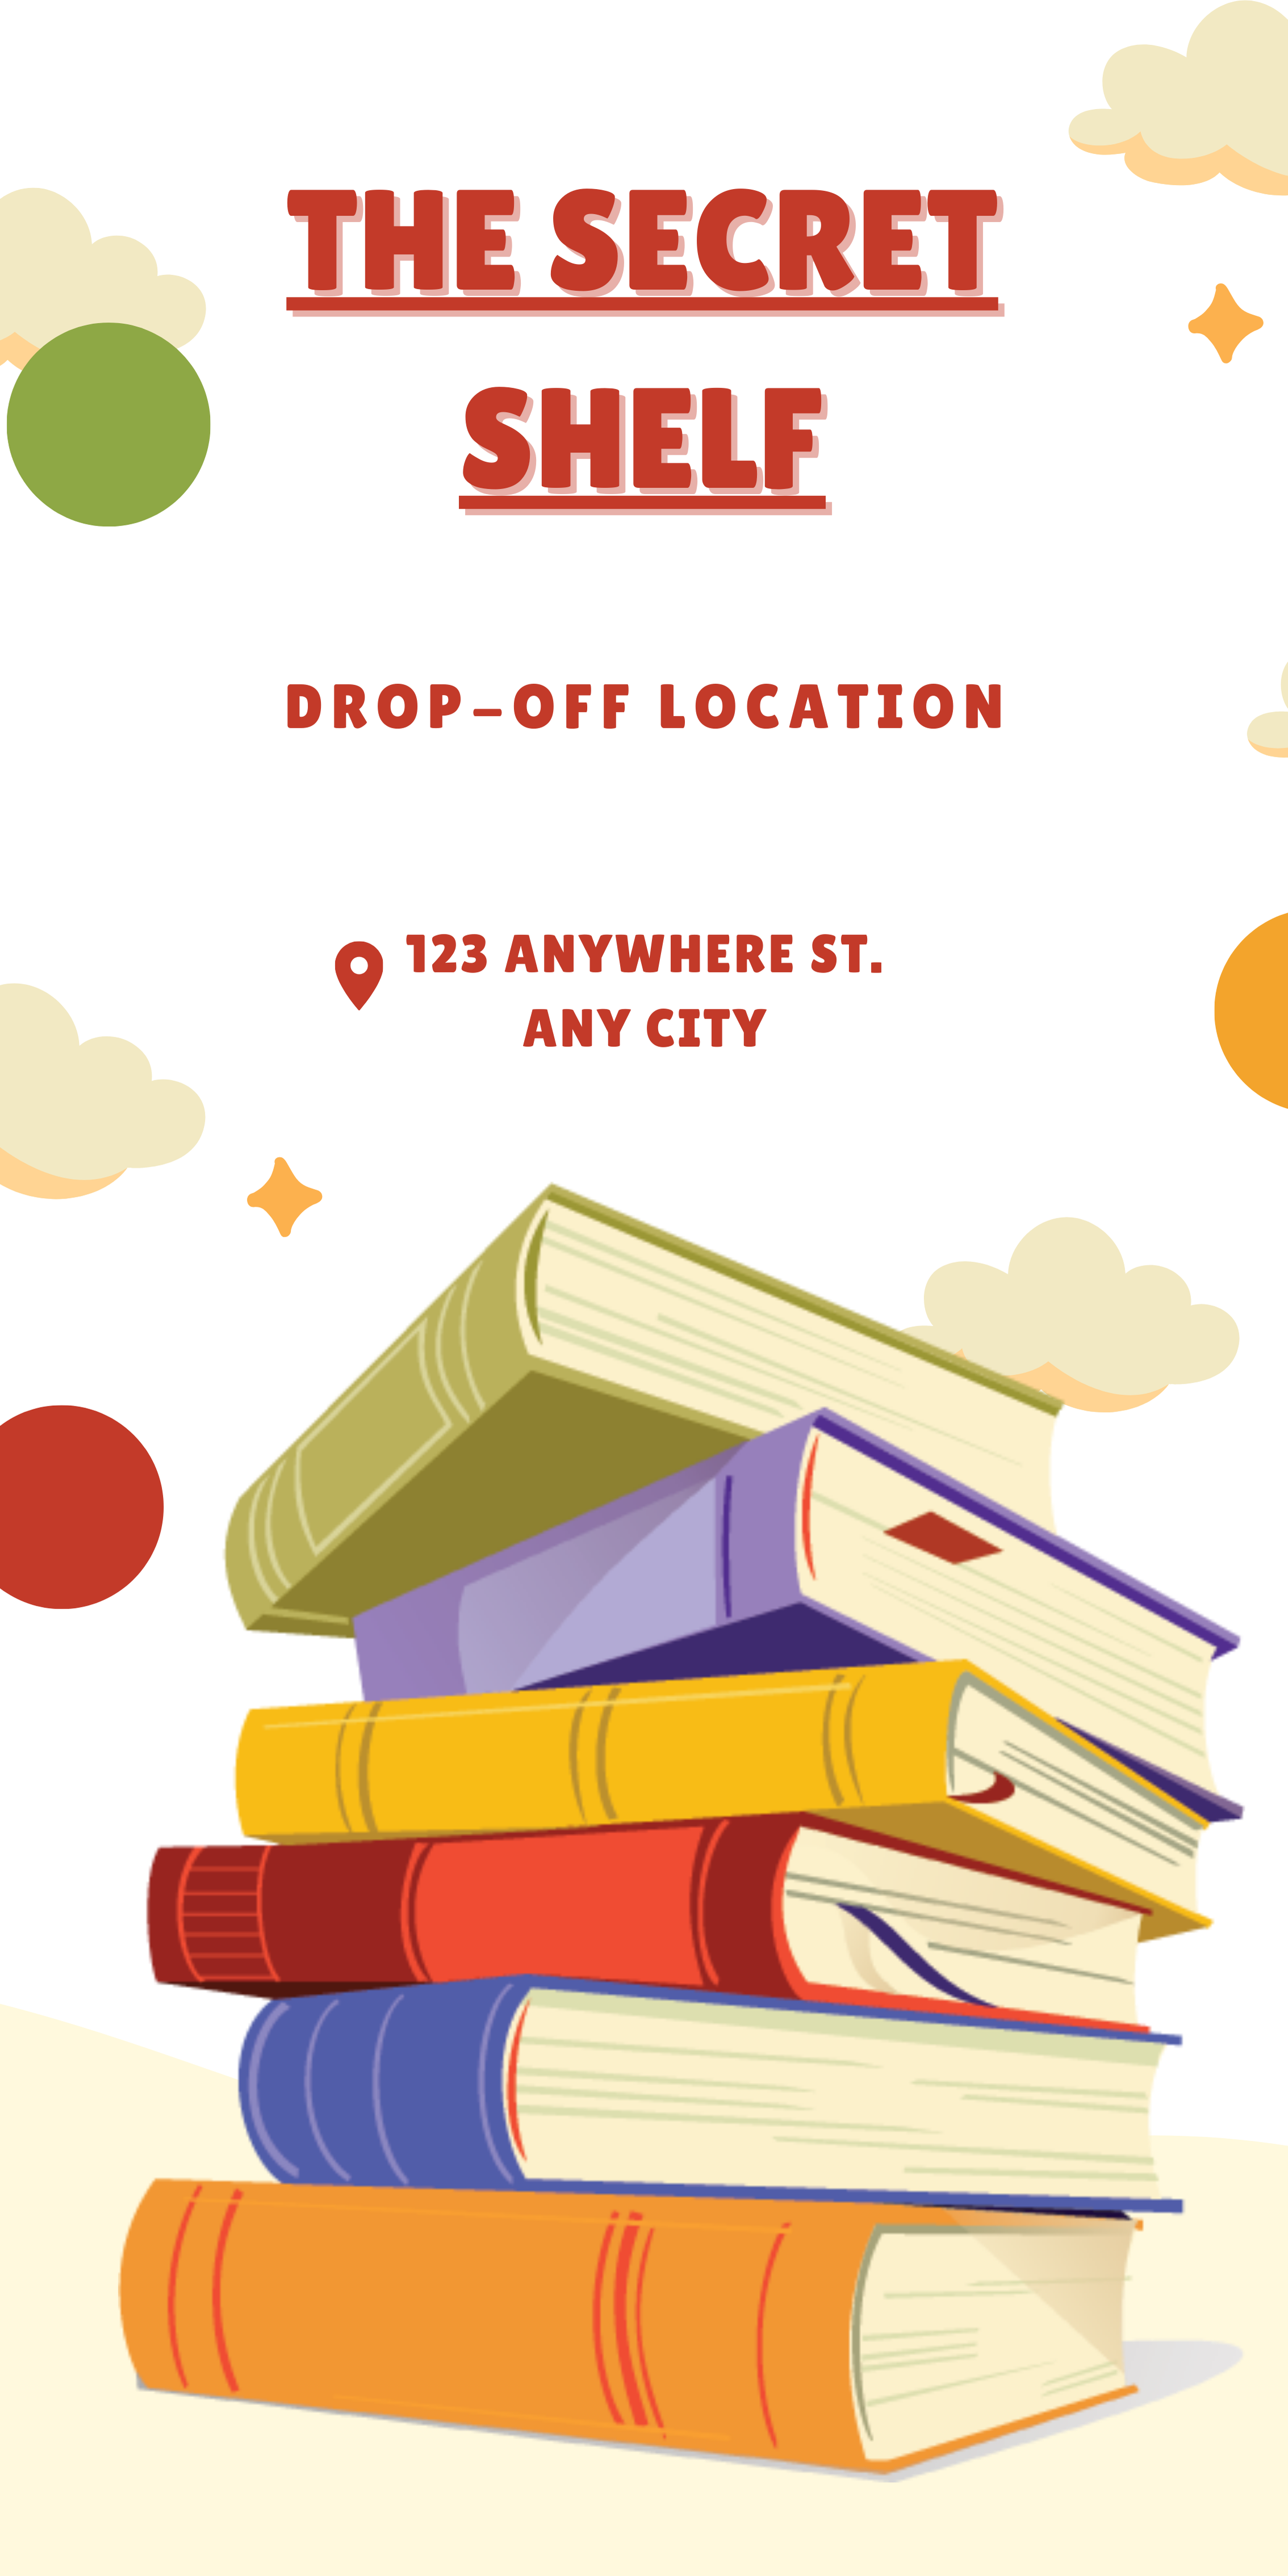 THE SECRET
SHELF
DROP-OFF LOCATION
123 ANYWHERE ST.
ANY CITY